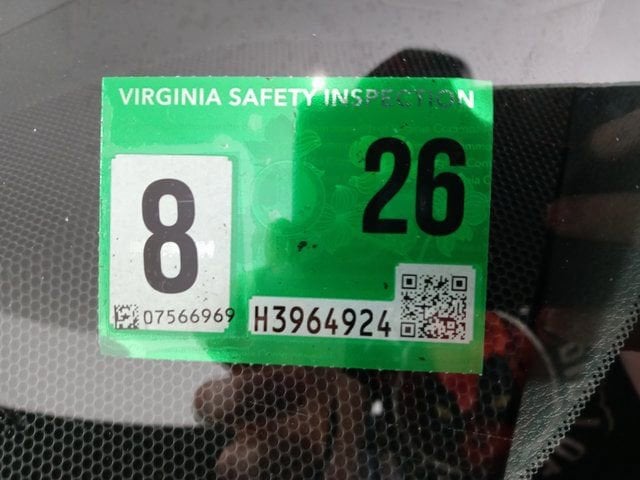 VIRGINIA SAFETY INSPECTION
8
26
07566969
H3964924